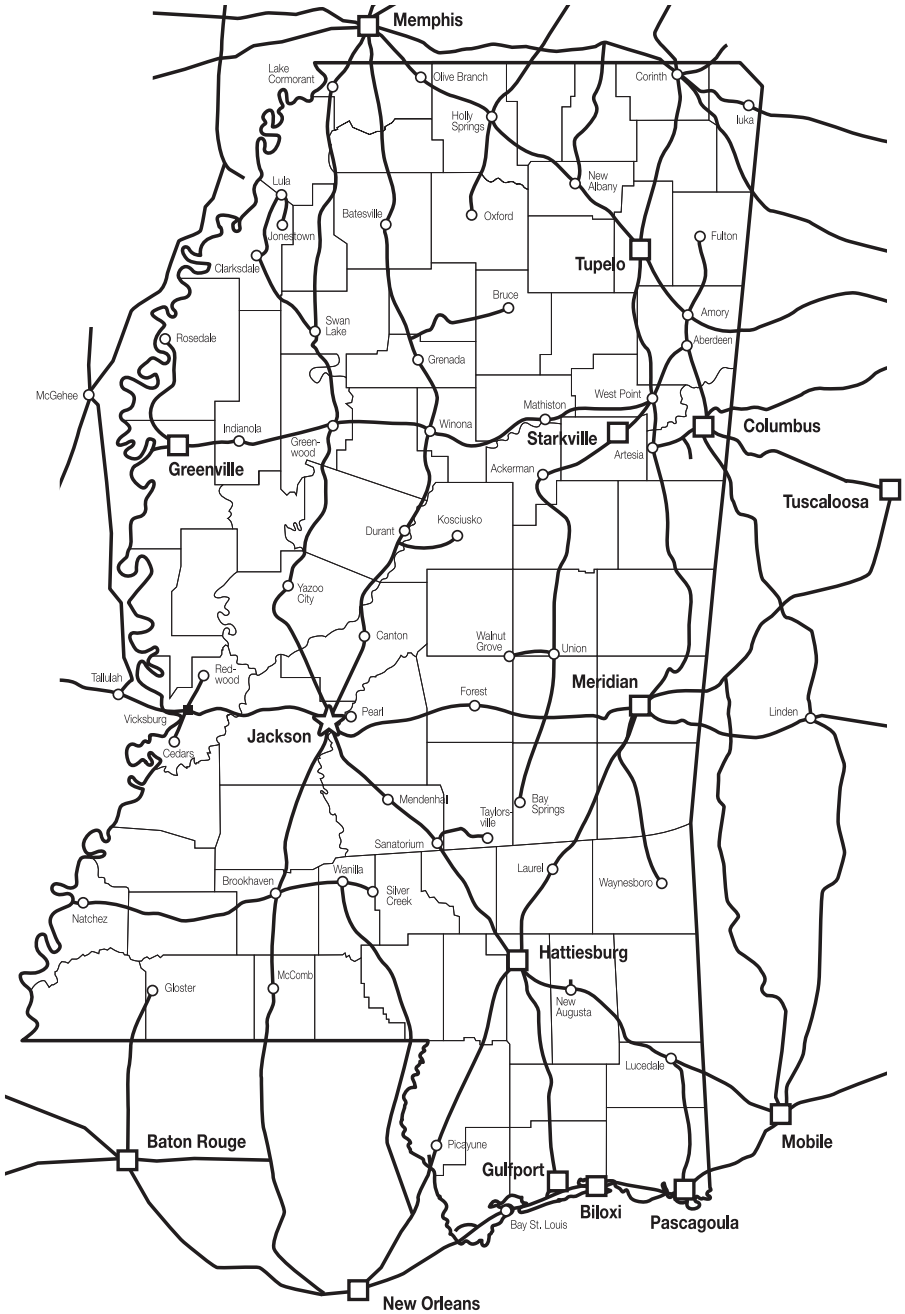 Memphis
Lake
Cormorant
Olive Branch
Corinth
Holly
Springs
Iuka
Lula
New
Albany
Batesville
Oxford
Jonestown
Fulton
Tupelo
Clarksdale
Bruce
Amory
Swan
Lake
Rosedale
Aberdeen
Grenada
McGehee
West Point
Mathiston
Indianola
Green-
wood
Winona
Starkville
Columbus
Artesia
Greenville
Ackerman
Tuscaloosa
Durant
Kosciusko
Yazoo
City
Canton
Walnut
Grove
Union
Red-
wood
Tallulah
Meridian
Forest
Vicksburg
Pearl
Linden
Jackson
Cedars
Mendenhall
Taylors-
ville
Bay
Springs
Sanatorium
Laurel
Wanilla
Brookhaven
Waynesboro
Silver
Creek
Natchez
Hattiesburg
McComb
Gloster
New
Augusta
Lucedale
Baton Rouge
Picayune
Mobile
Gulfport
Biloxi
Pascagoula
Bay St. Louis
New Orleans